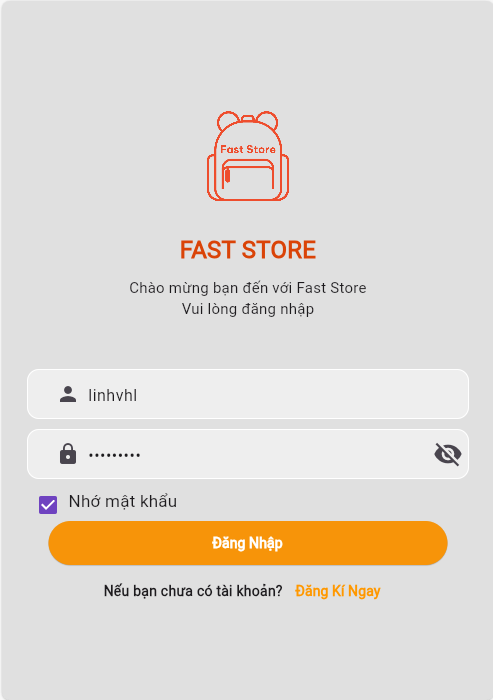 Fast Store
FAST STORE
Chào mừng bạn đến với Fast Store
Vui lòng đăng nhập
linhvhl
•••••••••
Nhớ mật khẩu
Đăng Nhập
Nếu bạn chưa có tài khoản? Đăng Kí Ngay